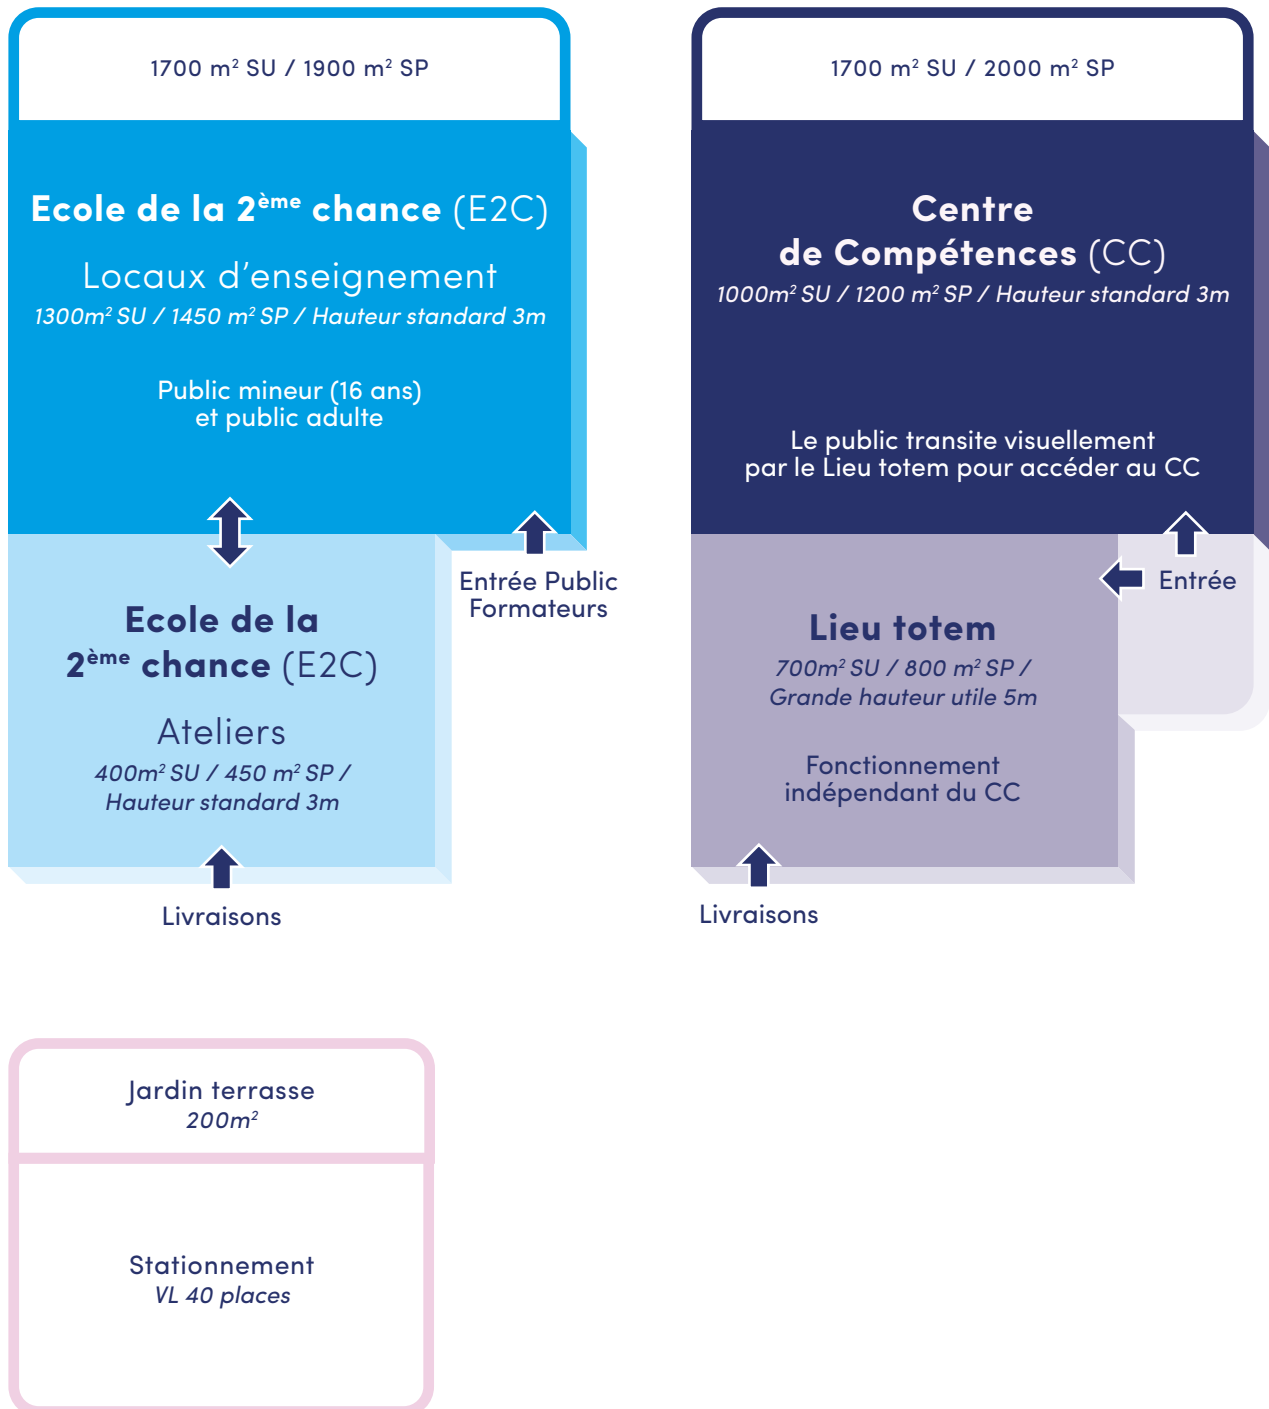 1700 m² SU / 1900 m² SP
Ecole de la 2ème chance (E2C)
Locaux d’enseignement
1300m² SU / 1450 m² SP / Hauteur standard 3m
Public mineur (16 ans)
et public adulte
Entrée Public
Formateurs
Ecole de la
2ème chance (E2C)
Ateliers
400m² SU / 450 m² SP /
Hauteur standard 3m
Livraisons
1700 m² SU / 2000 m² SP
Centre
de Compétences (CC)
1000m² SU / 1200 m² SP / Hauteur standard 3m
Le public transite visuellement
par le Lieu totem pour accéder au CC
Entrée
Lieu totem
700m² SU / 800 m² SP /
Grande hauteur utile 5m
Fonctionnement
indépendant du CC
Livraisons
Jardin terrasse
200m²
Stationnement
VL 40 places